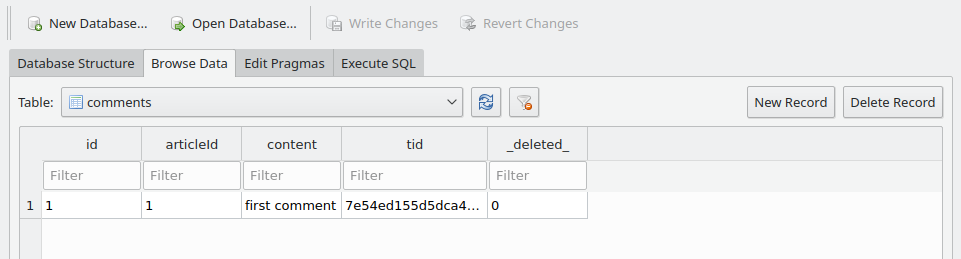 New Database... Open Database... Write Changes Revert Changes
Database Structure Browse Data Edit Pragmas Execute SQL
Table: comments New Record Delete Record
id articleId content tid _deleted_
Filter Filter Filter Filter Filter
1 1 1 first comment 7e54ed155d5dca4... 0